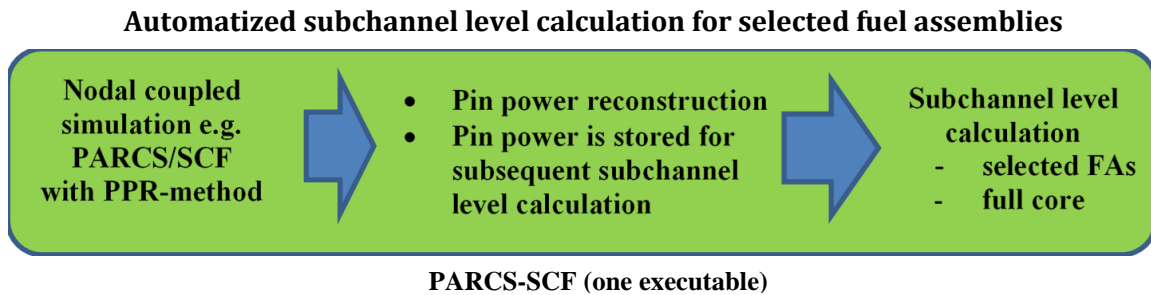 Automatized subchannel level calculation for selected fuel assemblies
Nodal coupled
simulation e.g.
PARCS/SCF
with PPR-method
• Pin power reconstruction
• Pin power is stored for
subsequent subchannel
level calculation
Subchannel level
calculation
- selected FAs
- full core
PARCS-SCF (one executable)